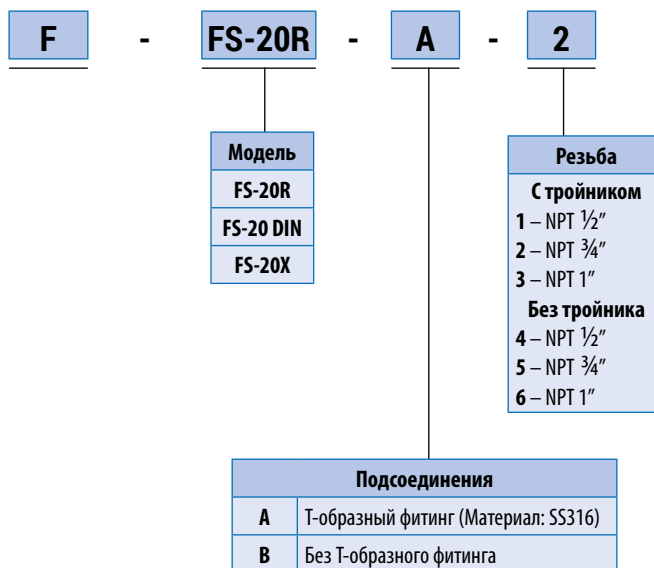 F - FS-20R - A - 2
Модель
FS-20R
FS-20 DIN
FS-20X
Резьба
С тройником
1 – NPT ½"
2 – NPT ¾"
3 – NPT 1"
Без тройника
4 – NPT ½"
5 – NPT ¾"
6 – NPT 1"
Подсоединения
A Т-образный фитинг (Материал: SS316)
B Без Т-образного фитинга